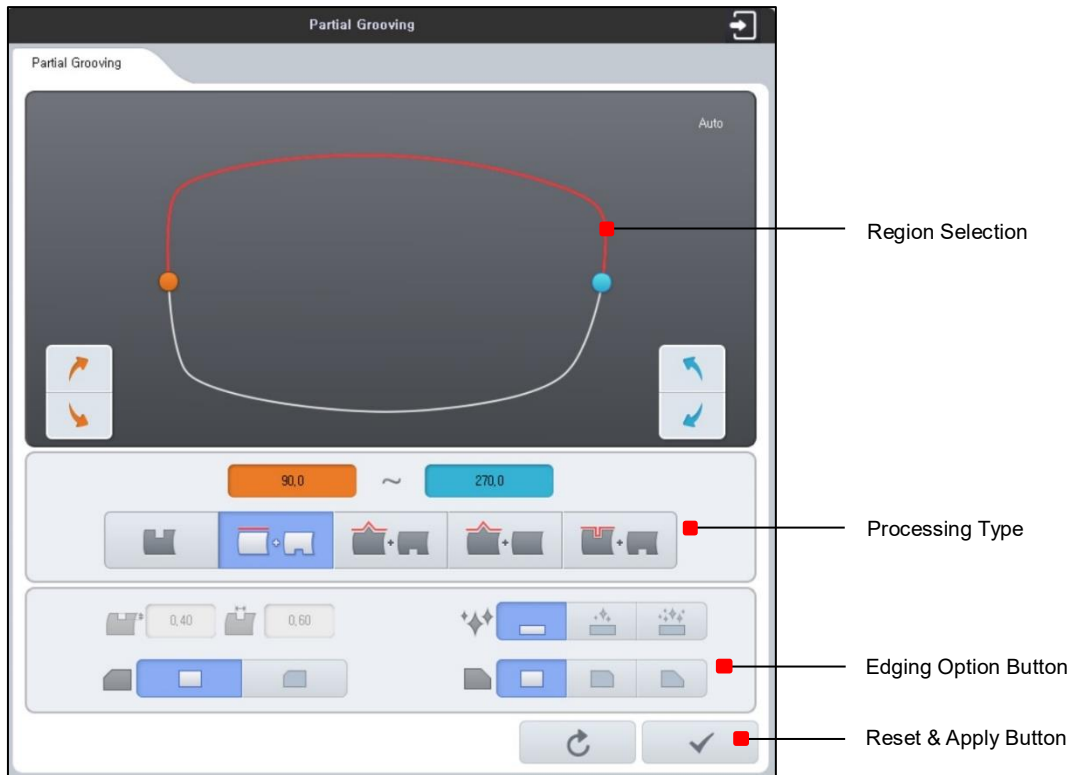 Partial Grooving
Partial Grooving
Auto
Region Selection
90,0 ~ 270,0
Processing Type
0,40 0,60
Edging Option Button
Reset & Apply Button